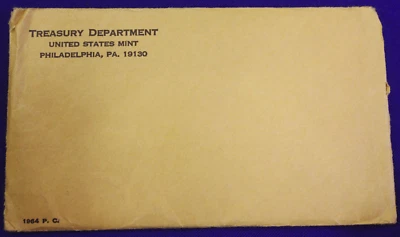 TREASURY DEPARTMENT
UNITED STATES MINT
PHILADELPHIA, PA. 19130
1964 P. C.